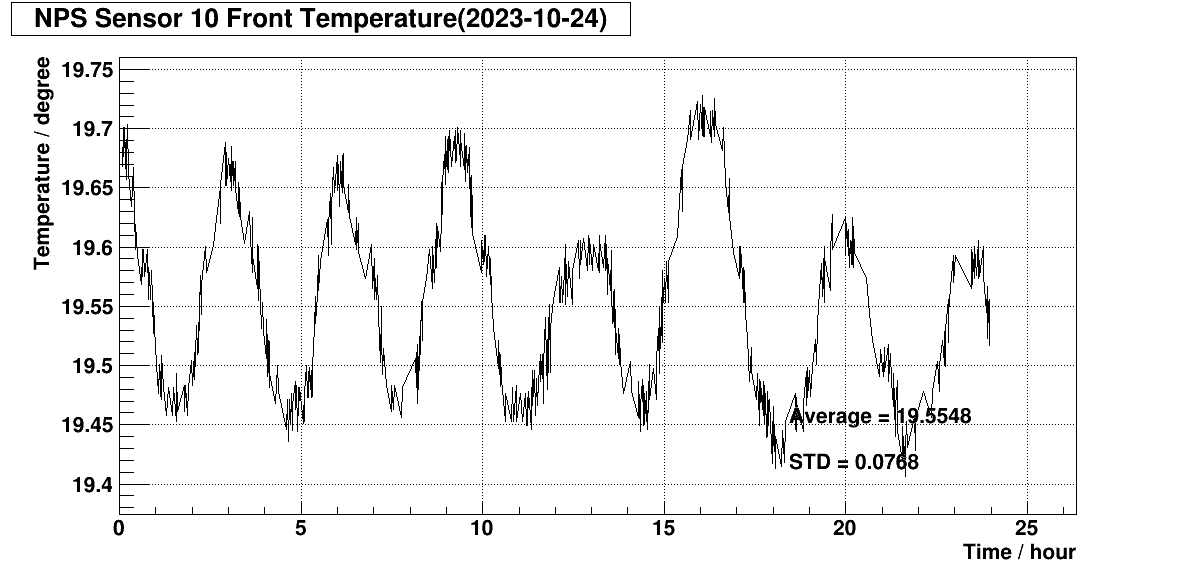 NPS Sensor 10 Front Temperature(2023-10-24)
Temperature / degree
19.75
19.7
19.65
19.6
19.55
19.5
19.45
19.4
Average = 19.5548
STD = 0.0768
0 5 10 15 20 25
Time / hour